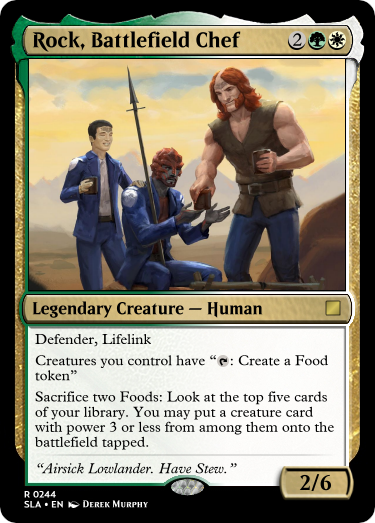 Rock, Battlefield Chef 2
Legendary Creature — Human
Defender, Lifelink
Creatures you control have “: Create a Food
token”
Sacrifice two Foods: Look at the top five cards
of your library. You may put a creature card
with power 3 or less from among them onto the
battlefield tapped.
“Airsick Lowlander. Have Stew.”
2/6
R 0244
SLA • EN Derek Murphy